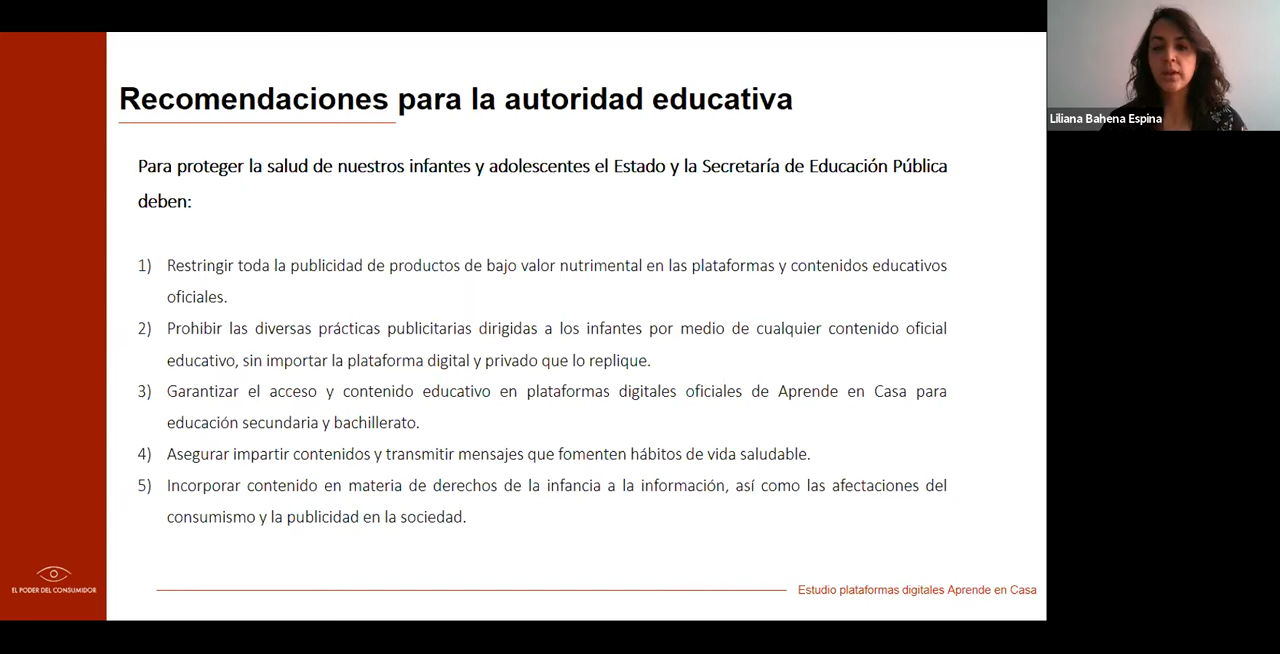 Recomendaciones para la autoridad educativa
Liliana Bahena Espina
Para proteger la salud de nuestros infantes y adolescentes el Estado y la Secretaría de Educación Pública
deben:
1) Restringir toda la publicidad de productos de bajo valor nutrimental en las plataformas y contenidos educativos
oficiales.
2) Prohibir las diversas prácticas publicitarias dirigidas a los infantes por medio de cualquier contenido oficial
educativo, sin importar la plataforma digital y privado que lo replique.
3) Garantizar el acceso y contenido educativo en plataformas digitales oficiales de Aprende en Casa para
educación secundaria y bachillerato.
4) Asegurar impartir contenidos y transmitir mensajes que fomenten hábitos de vida saludable.
5) Incorporar contenido en materia de derechos de la infancia a la información, así como las afectaciones del
consumismo y la publicidad en la sociedad.
EL PODER DEL CONSUMIDOR
Estudio plataformas digitales Aprende en Casa